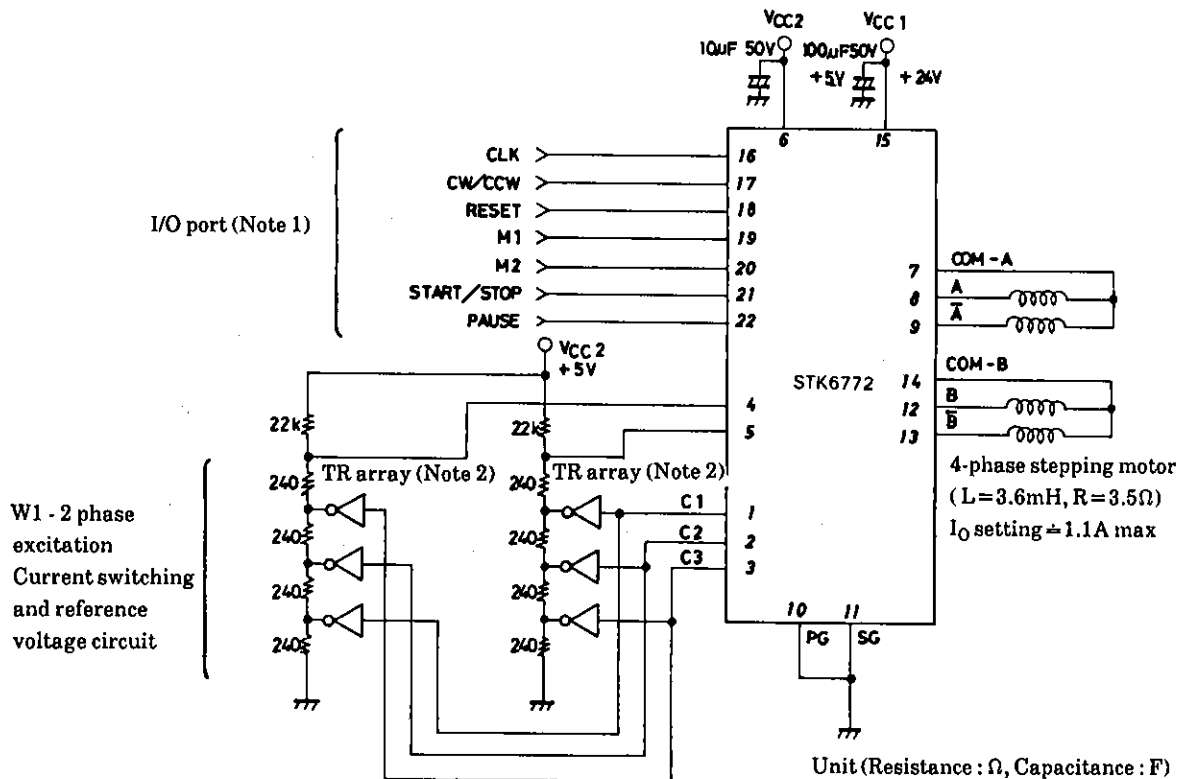 VCC2
VCC1
10µF 50V
100µF50V
+5V
+24V
6
15
I/O port (Note 1)
CLK
16
CW/CCW
17
RESET
18
M1
19
M2
20
START/STOP
21
PAUSE
22
7
COM-A
8
A
9
A̅
STK6772
14
COM-B
12
B
13
B̅
4-phase stepping motor
(L=3.6mH, R=3.5Ω)
IO setting≐1.1A max
VCC2
+5V
22k
22k
4
5
TR array (Note 2)
TR array (Note 2)
240
240
240
240
240
240
240
240
C1
1
C2
2
C3
3
W1-2 phase
excitation
Current switching
and reference
voltage circuit
10
11
PG
SG
Unit (Resistance : Ω, Capacitance : F)